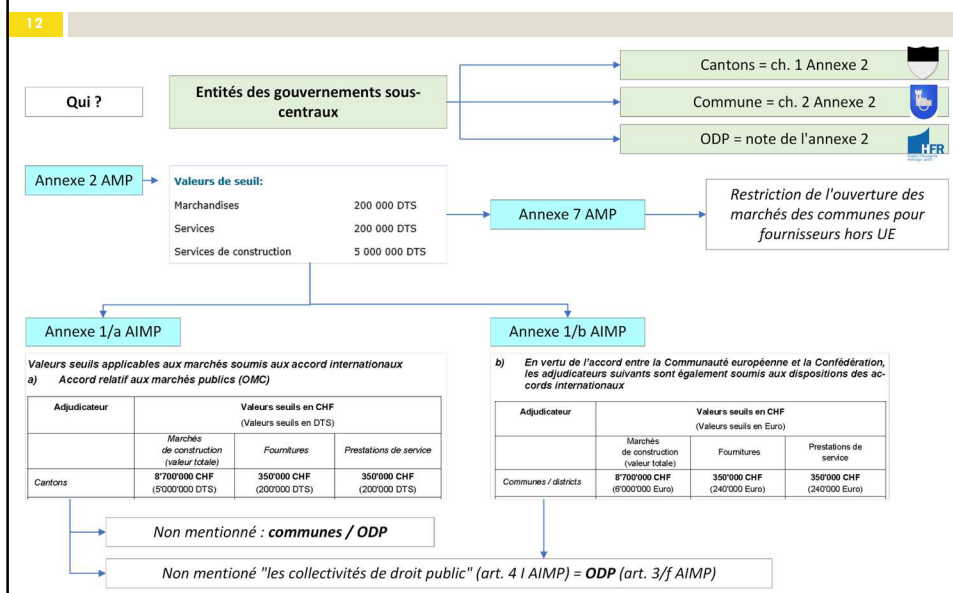 12
Qui ?
Entités des gouvernements sous-
centraux
Cantons = ch. 1 Annexe 2
Commune = ch. 2 Annexe 2
ODP = note de l'annexe 2
HFR
Annexe 2 AMP
Valeurs de seuil:
Marchandises 200 000 DTS
Services 200 000 DTS
Services de construction 5 000 000 DTS
Annexe 7 AMP
Restriction de l'ouverture des
marchés des communes pour
fournisseurs hors UE
Annexe 1/a AIMP
Valeurs seuils applicables aux marchés soumis aux accord internationaux
a) Accord relatif aux marchés publics (OMC)
Adjudicateur Valeurs seuils en CHF
(Valeurs seuils en DTS)
Marchés
de construction
(valeur totale)
Fournitures
Prestations de service
Cantons
8'700'000 CHF
(5'000'000 DTS)
350'000 CHF
(200'000 DTS)
350'000 CHF
(200'000 DTS)
Annexe 1/b AIMP
b) En vertu de l'accord entre la Communauté européenne et la Confédération,
les adjudicateurs suivants sont également soumis aux dispositions des ac-
cords internationaux
Adjudicateur Valeurs seuils en CHF
(Valeurs seuils en Euro)
Marchés
de construction
(valeur totale)
Fournitures
Prestations de
service
Communes / districts
8'700'000 CHF
(6'000'000 Euro)
350'000 CHF
(240'000 Euro)
350'000 CHF
(240'000 Euro)
Non mentionné : communes / ODP
Non mentionné "les collectivités de droit public" (art. 4 I AIMP) = ODP (art. 3/f AIMP)